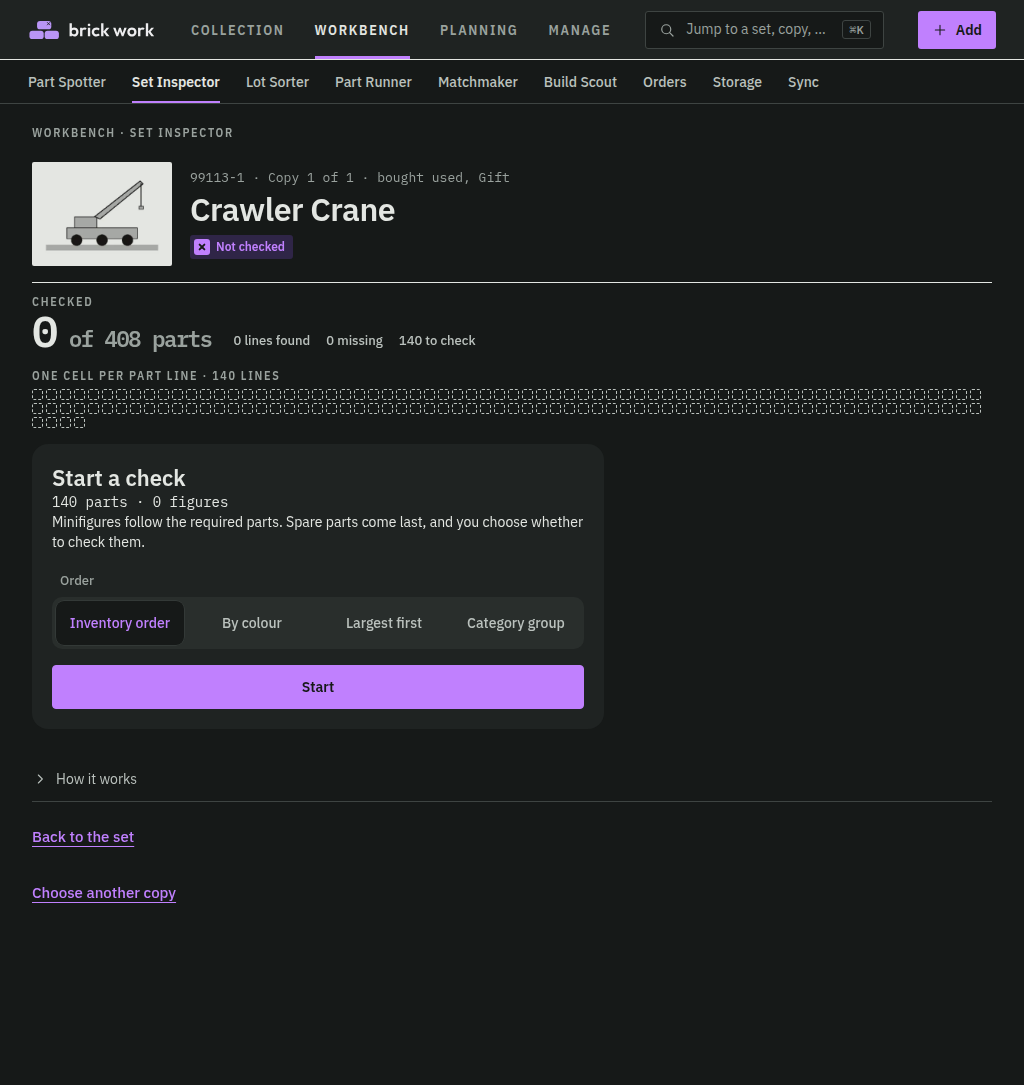 brick work
COLLECTION
WORKBENCH
PLANNING
MANAGE
Jump to a set, copy, ...
⌘K
Add
Part Spotter
Set Inspector
Lot Sorter
Part Runner
Matchmaker
Build Scout
Orders
Storage
Sync
WORKBENCH · SET INSPECTOR
99113-1 · Copy 1 of 1 · bought used, Gift
Crawler Crane
Not checked
CHECKED
0 of 408 parts
0 lines found
0 missing
140 to check
ONE CELL PER PART LINE · 140 LINES
Start a check
140 parts · 0 figures
Minifigures follow the required parts. Spare parts come last, and you choose whether
to check them.
Order
Inventory order
By colour
Largest first
Category group
Start
How it works
Back to the set
Choose another copy